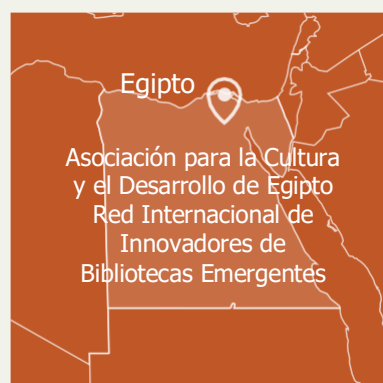 Egipto
Asociación para la Cultura
y el Desarrollo de Egipto
Red Internacional de
Innovadores de
Bibliotecas Emergentes